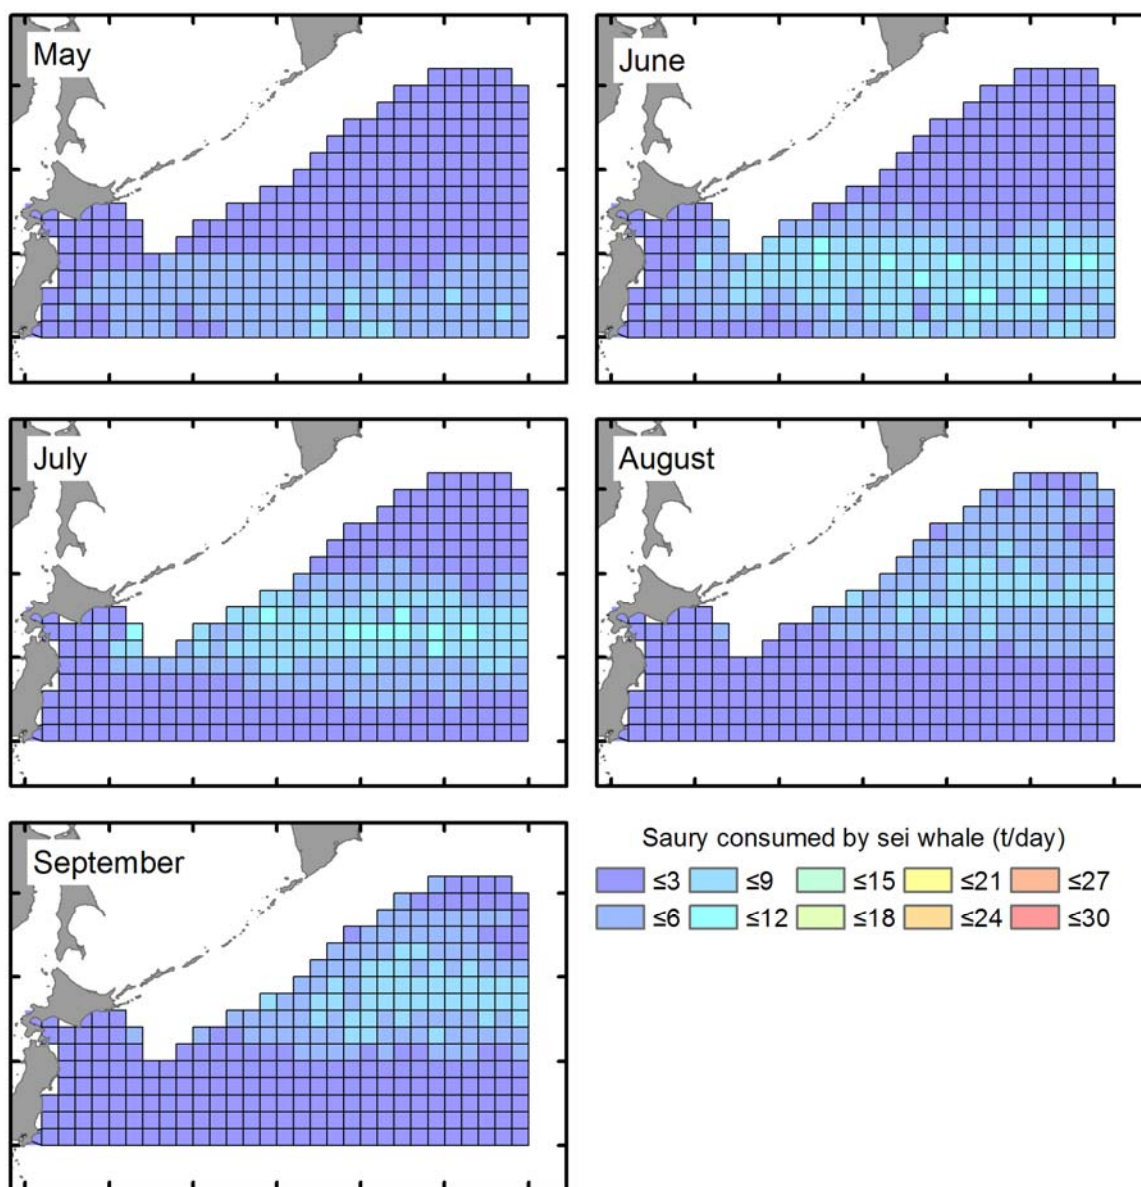 May
June
July
August
September
Saury consumed by sei whale (t/day)
≤3 ≤9 ≤15 ≤21 ≤27
≤6 ≤12 ≤18 ≤24 ≤30